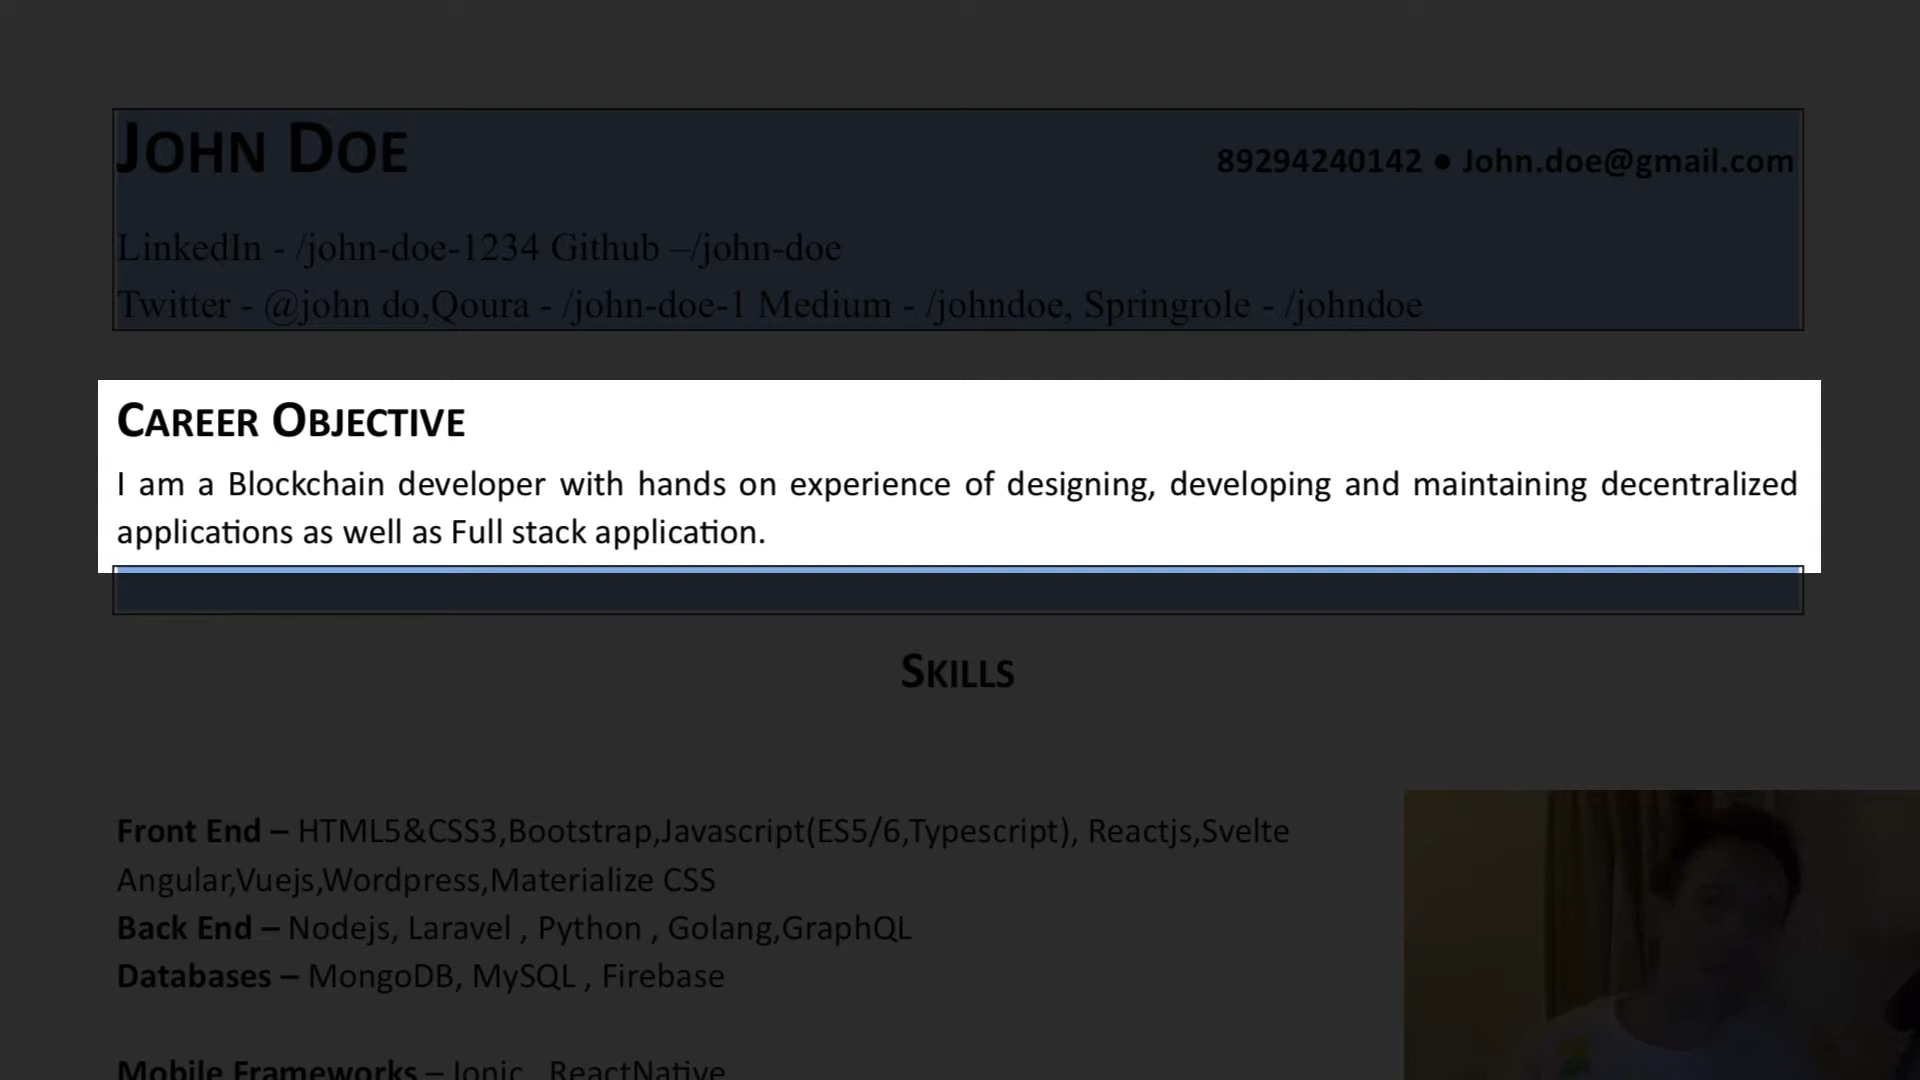 JOHN DOE 89294240142 ● John.doe@gmail.com
LinkedIn - /john-doe-1234 Github –/john-doe
Twitter - @john do,Qoura - /john-doe-1 Medium - /johndoe, Springrole - /johndoe
CAREER OBJECTIVE
I am a Blockchain developer with hands on experience of designing, developing and maintaining decentralized
applications as well as Full stack application.
SKILLS
Front End – HTML5&CSS3,Bootstrap,Javascript(ES5/6,Typescript), Reactjs,Svelte
Angular,Vuejs,Wordpress,Materialize CSS
Back End – Nodejs, Laravel , Python , Golang,GraphQL
Databases – MongoDB, MySQL , Firebase
Mobile Frameworks – Ionic , ReactNative